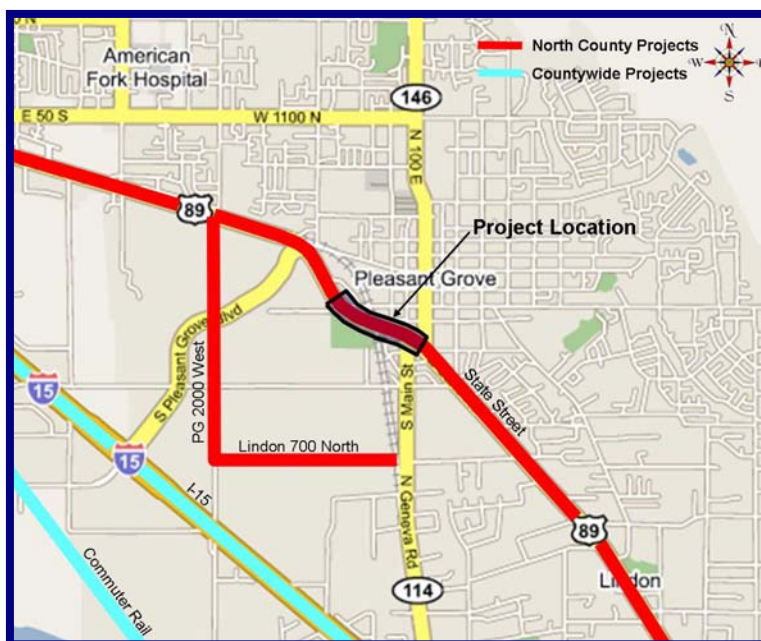 North County Projects
Countywide Projects
N
W
E
S
American
Fork Hospital
146
E 50 S
W 1100 N
N 100 E
89
Project Location
Pleasant Grove
S Pleasant Grove Blvd
PG 2000 West
S Main St
State Street
15
15
Lindon 700 North
I-15
N Geneva Rd
89
Commuter Rail
Lindon
114